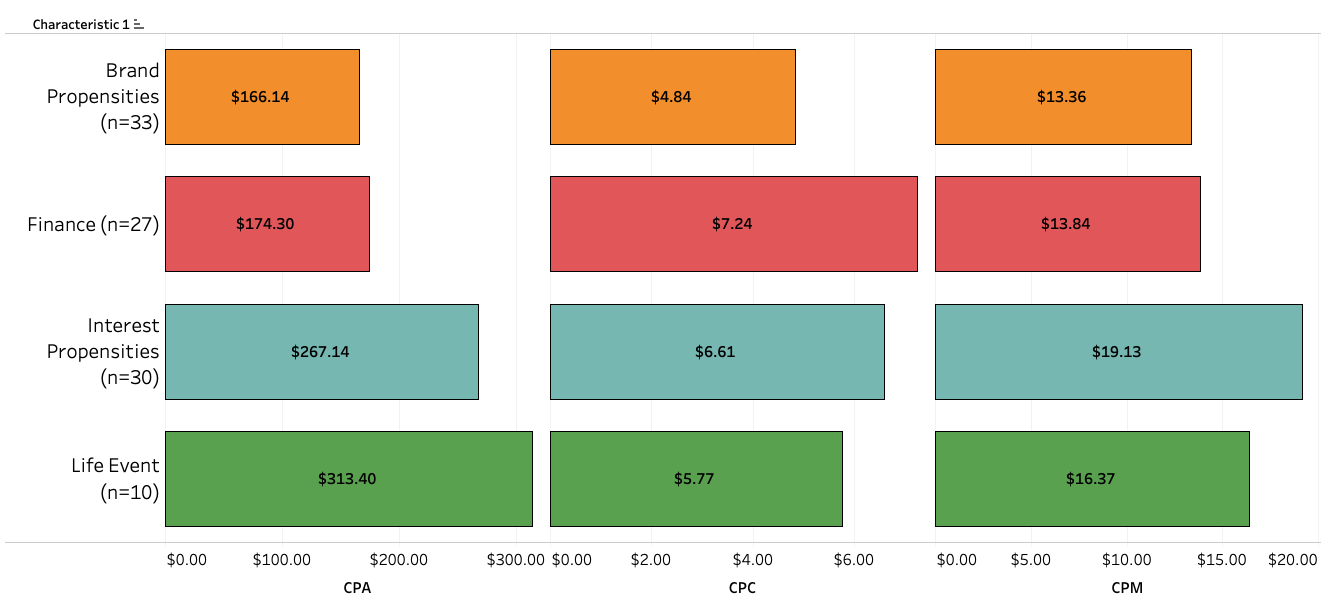 Characteristic 1
Brand
Propensities
(n=33)
$166.14
$4.84
$13.36
Finance (n=27)
$174.30
$7.24
$13.84
Interest
Propensities
(n=30)
$267.14
$6.61
$19.13
Life Event
(n=10)
$313.40
$5.77
$16.37
$0.00 $100.00 $200.00 $300.00 $0.00 $2.00 $4.00 $6.00 $0.00 $5.00 $10.00 $15.00 $20.00
CPA CPC CPM